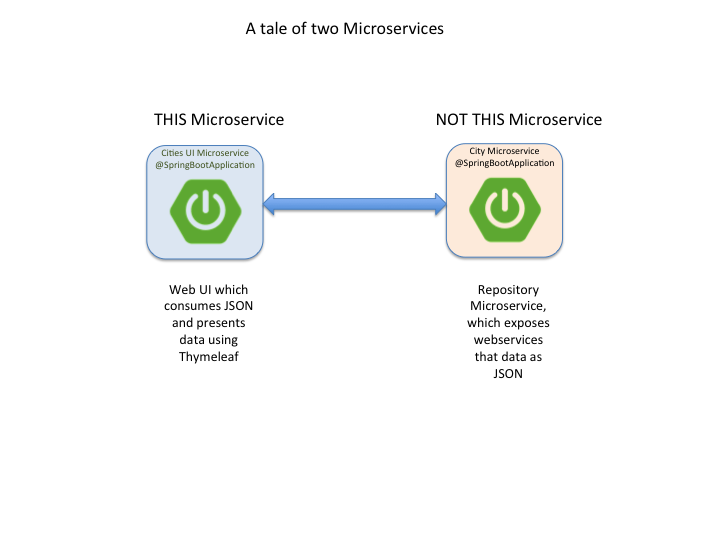 A tale of two Microservices
THIS Microservice
NOT THIS Microservice
Cities UI Microservice
@SpringBootApplication
City Microservice
@SpringBootApplication
Web UI which
consumes JSON
and presents
data using
Thymeleaf
Repository
Microservice,
which exposes
webservices
that data as
JSON